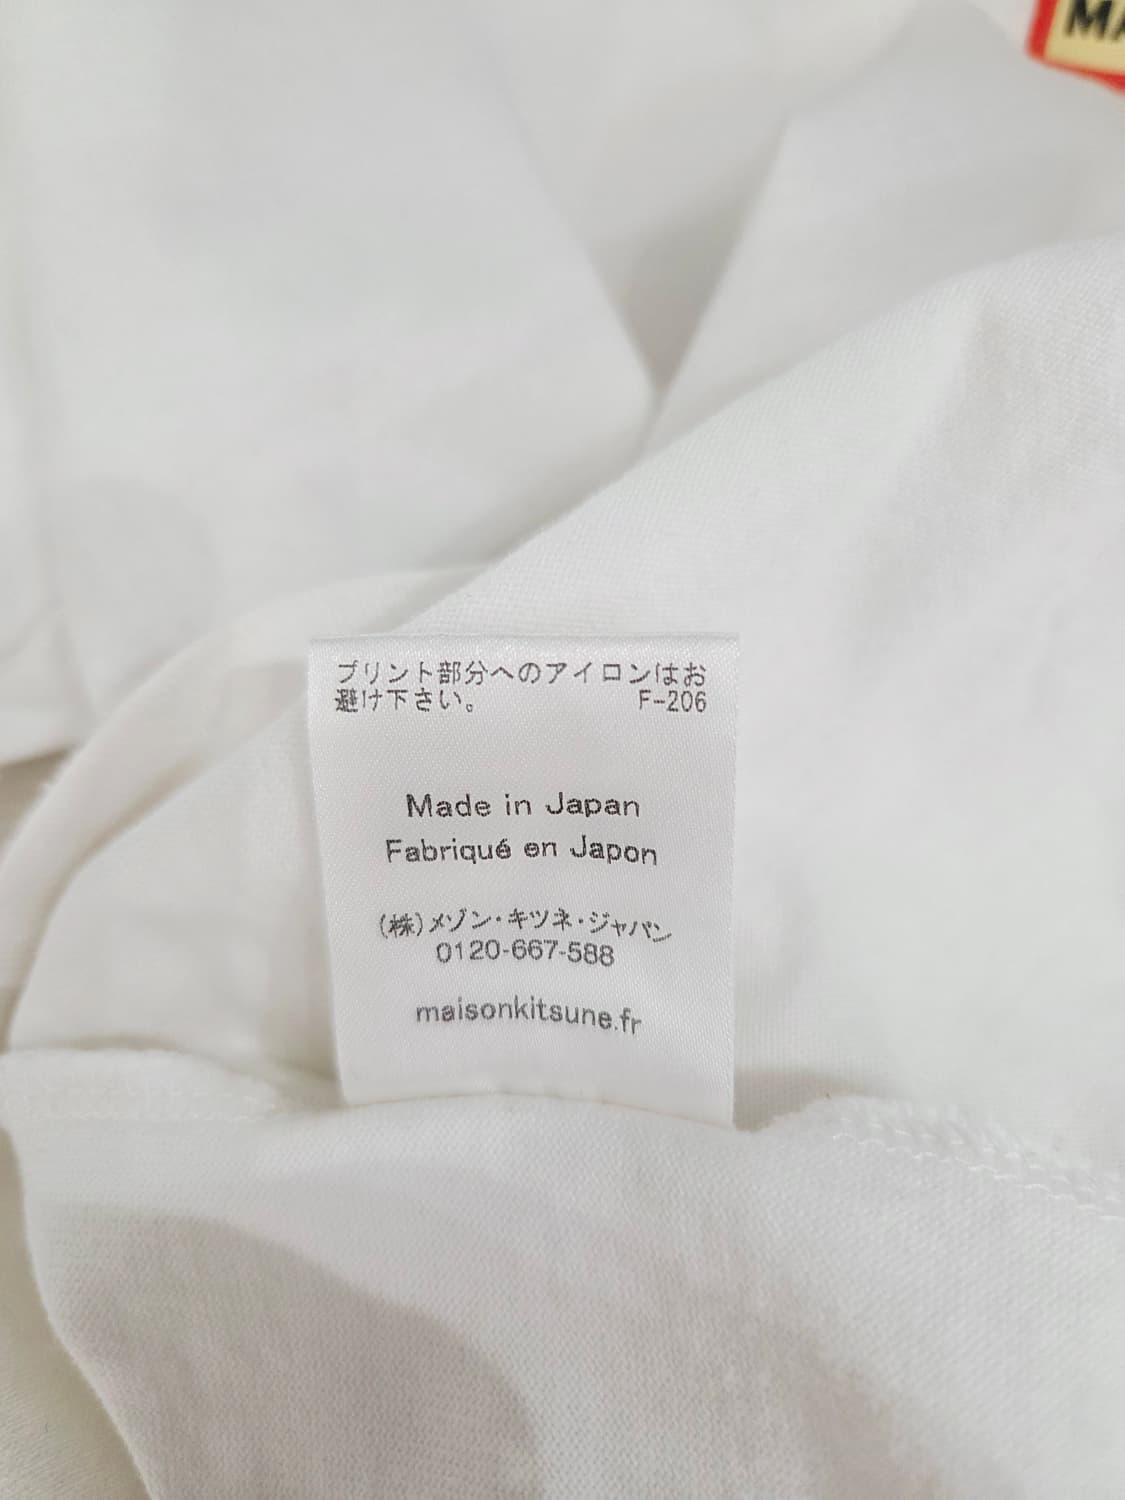 MA
プリント部分へのアイロンはお
避け下さい。 F-206
Made in Japan
Fabriqué en Japon
(株)メゾン・キツネ・ジャパン
0120-667-588
maisonkitsune.fr